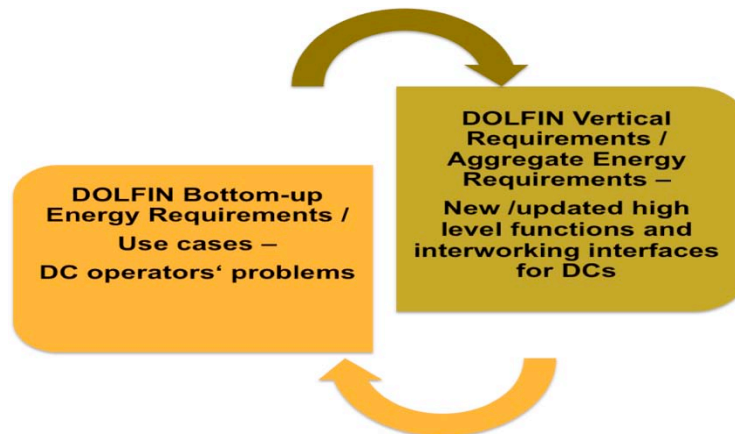 DOLFIN Bottom-up
Energy Requirements /
Use cases –
DC operators‘ problems
DOLFIN Vertical
Requirements /
Aggregate Energy
Requirements –
New /updated high
level functions and
interworking interfaces
for DCs